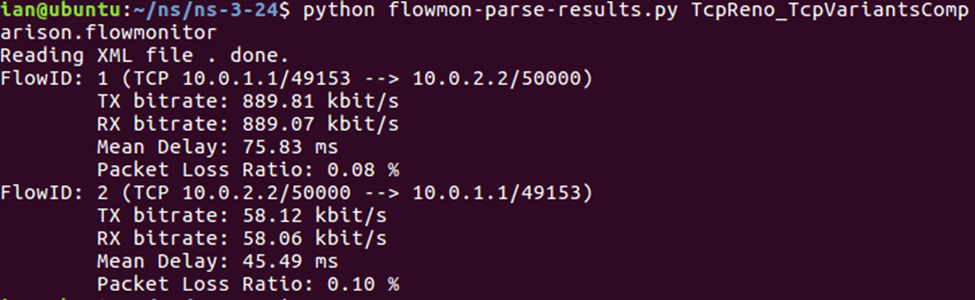 ian@ubuntu:~/ns/ns-3-24$ python flowmon-parse-results.py TcpReno_TcpVariantsComp
arison.flowmonitor
Reading XML file . done.
FlowID: 1 (TCP 10.0.1.1/49153 --> 10.0.2.2/50000)
        TX bitrate: 889.81 kbit/s
        RX bitrate: 889.07 kbit/s
        Mean Delay: 75.83 ms
        Packet Loss Ratio: 0.08 %
FlowID: 2 (TCP 10.0.2.2/50000 --> 10.0.1.1/49153)
        TX bitrate: 58.12 kbit/s
        RX bitrate: 58.06 kbit/s
        Mean Delay: 45.49 ms
        Packet Loss Ratio: 0.10 %